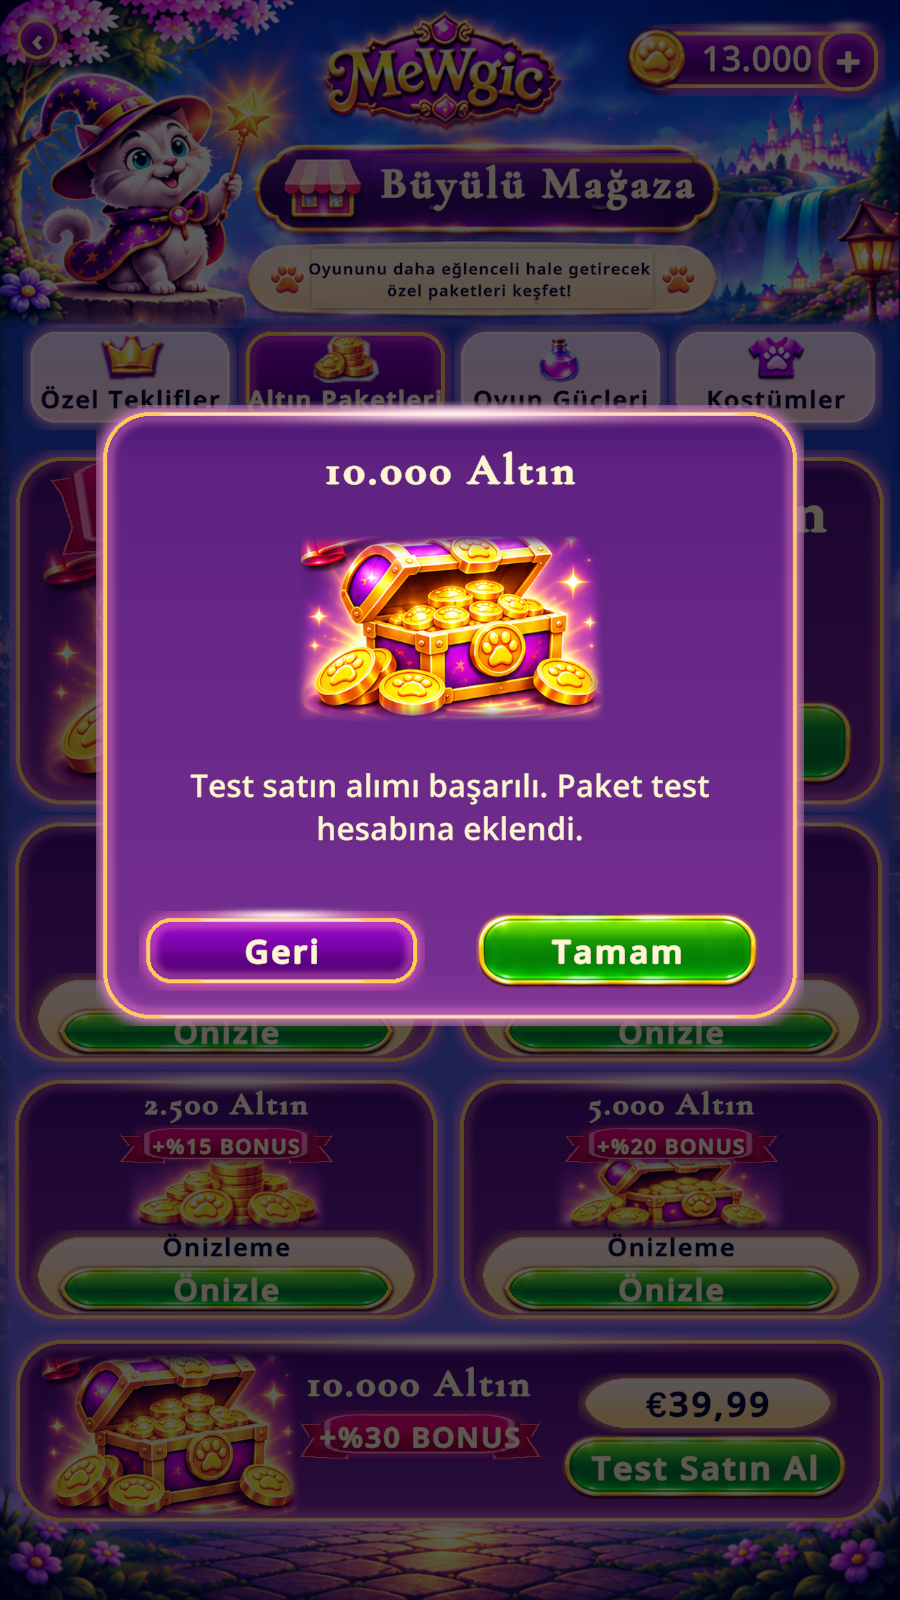 MeWgic
13.000
Büyülü Mağaza
Oyununu daha eğlenceli hale getirecek
özel paketleri keşfet!
Özel Teklifler
Altın Paketleri
Oyun Güçleri
Kostümler
10.000 Altın
Test satın alımı başarılı. Paket test
hesabına eklendi.
Geri
Tamam
Önizle
Önizle
2.500 Altın
+%15 BONUS
Önizleme
Önizle
5.000 Altın
+%20 BONUS
Önizleme
Önizle
10.000 Altın
+%30 BONUS
€39,99
Test Satın Al